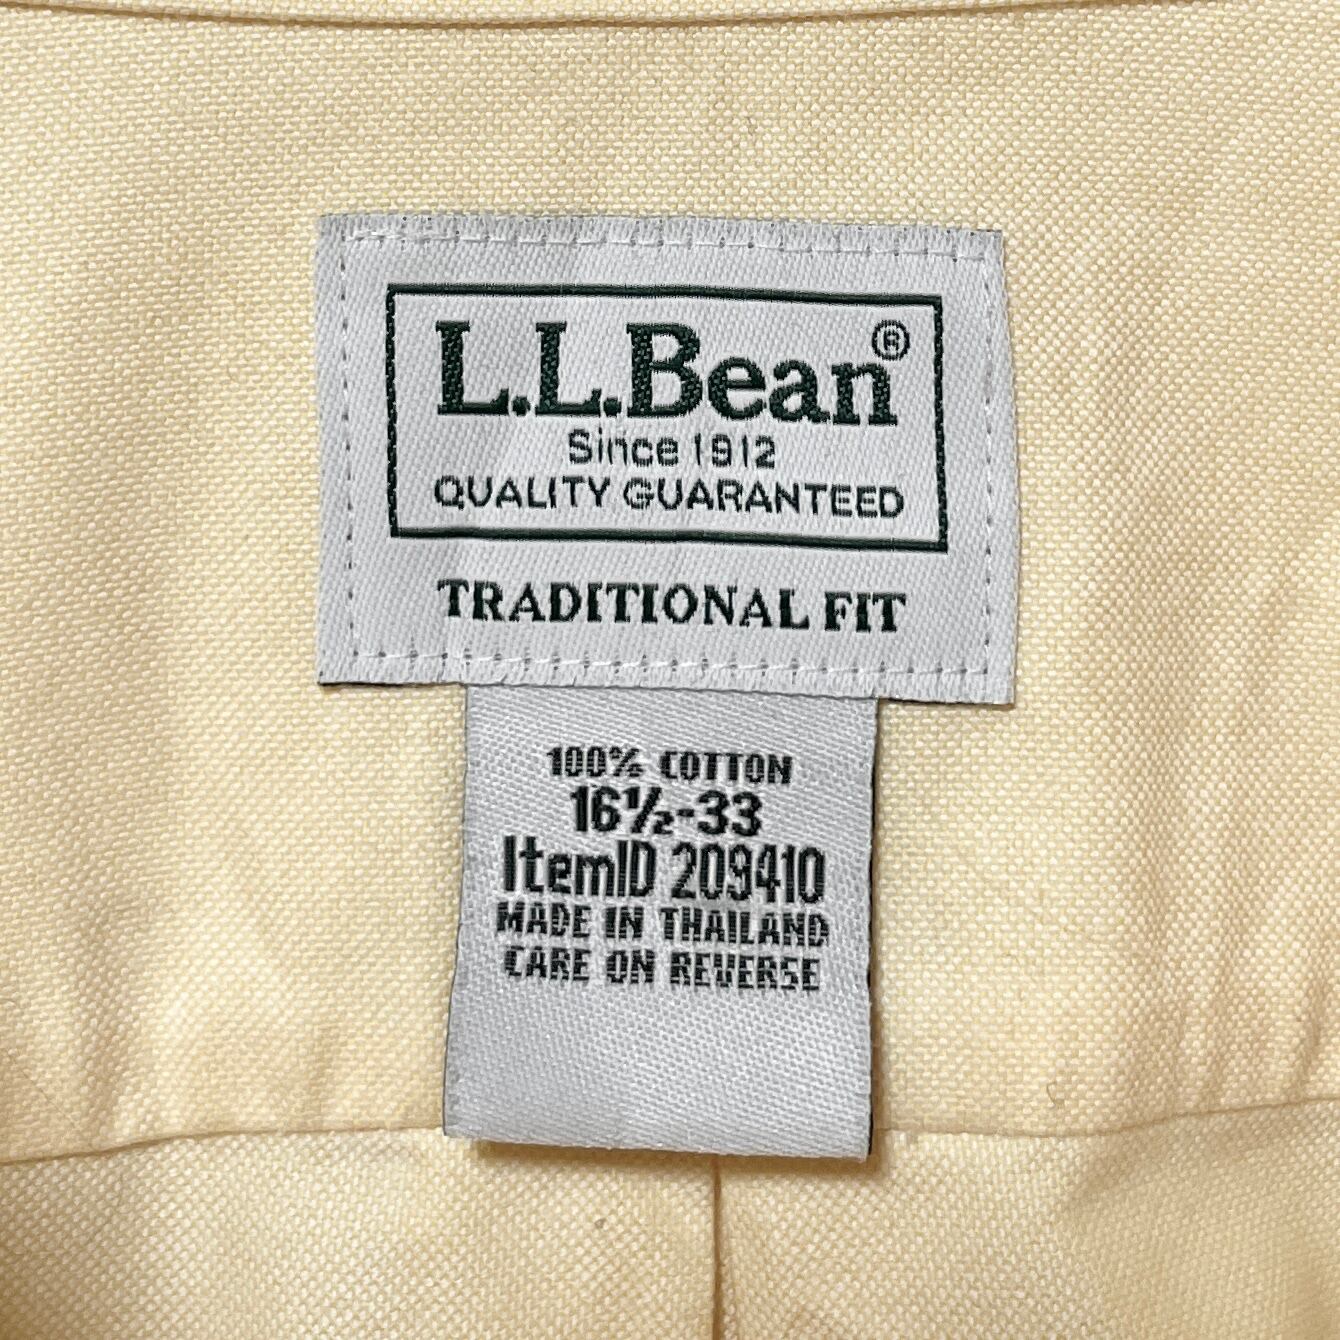 L.L.Bean®
Since 1912
QUALITY GUARANTEED
TRADITIONAL FIT
100% COTTON
16½-33
ItemID 209410
MADE IN THAILAND
CARE ON REVERSE